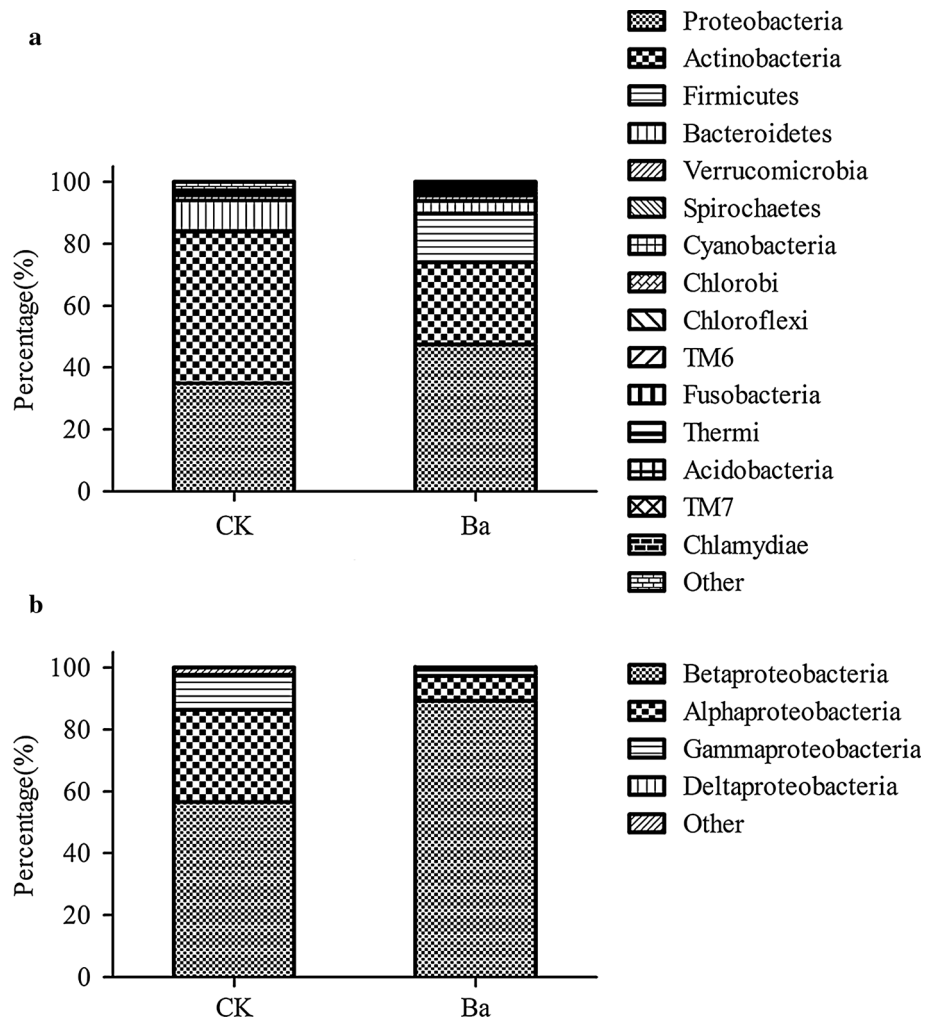 a
Percentage(%)
100
80
60
40
20
0
CK
Ba
Proteobacteria
Actinobacteria
Firmicutes
Bacteroidetes
Verrucomicrobia
Spirochaetes
Cyanobacteria
Chlorobi
Chloroflexi
TM6
Fusobacteria
Thermi
Acidobacteria
TM7
Chlamydiae
Other
b
Percentage(%)
100
80
60
40
20
0
CK
Ba
Betaproteobacteria
Alphaproteobacteria
Gammaproteobacteria
Deltaproteobacteria
Other